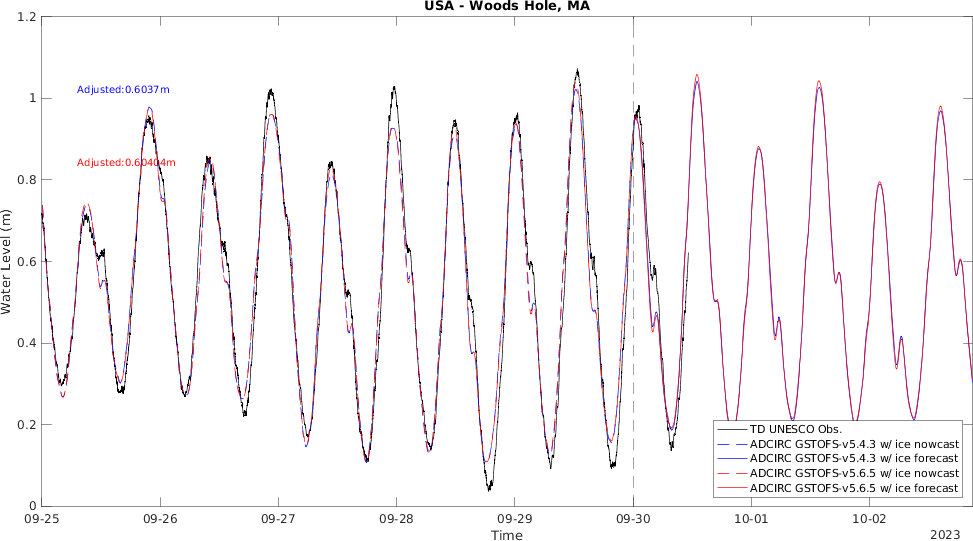 USA - Woods Hole, MA
1.2
1
0.8
0.6
0.4
0.2
0
Water Level (m)
Adjusted:0.6037m
Adjusted:0.60404m
TD UNESCO Obs.
ADCIRC GSTOFS-v5.4.3 w/ ice nowcast
ADCIRC GSTOFS-v5.4.3 w/ ice forecast
ADCIRC GSTOFS-v5.6.5 w/ ice nowcast
ADCIRC GSTOFS-v5.6.5 w/ ice forecast
09-25 09-26 09-27 09-28 09-29 09-30 10-01 10-02
Time
2023